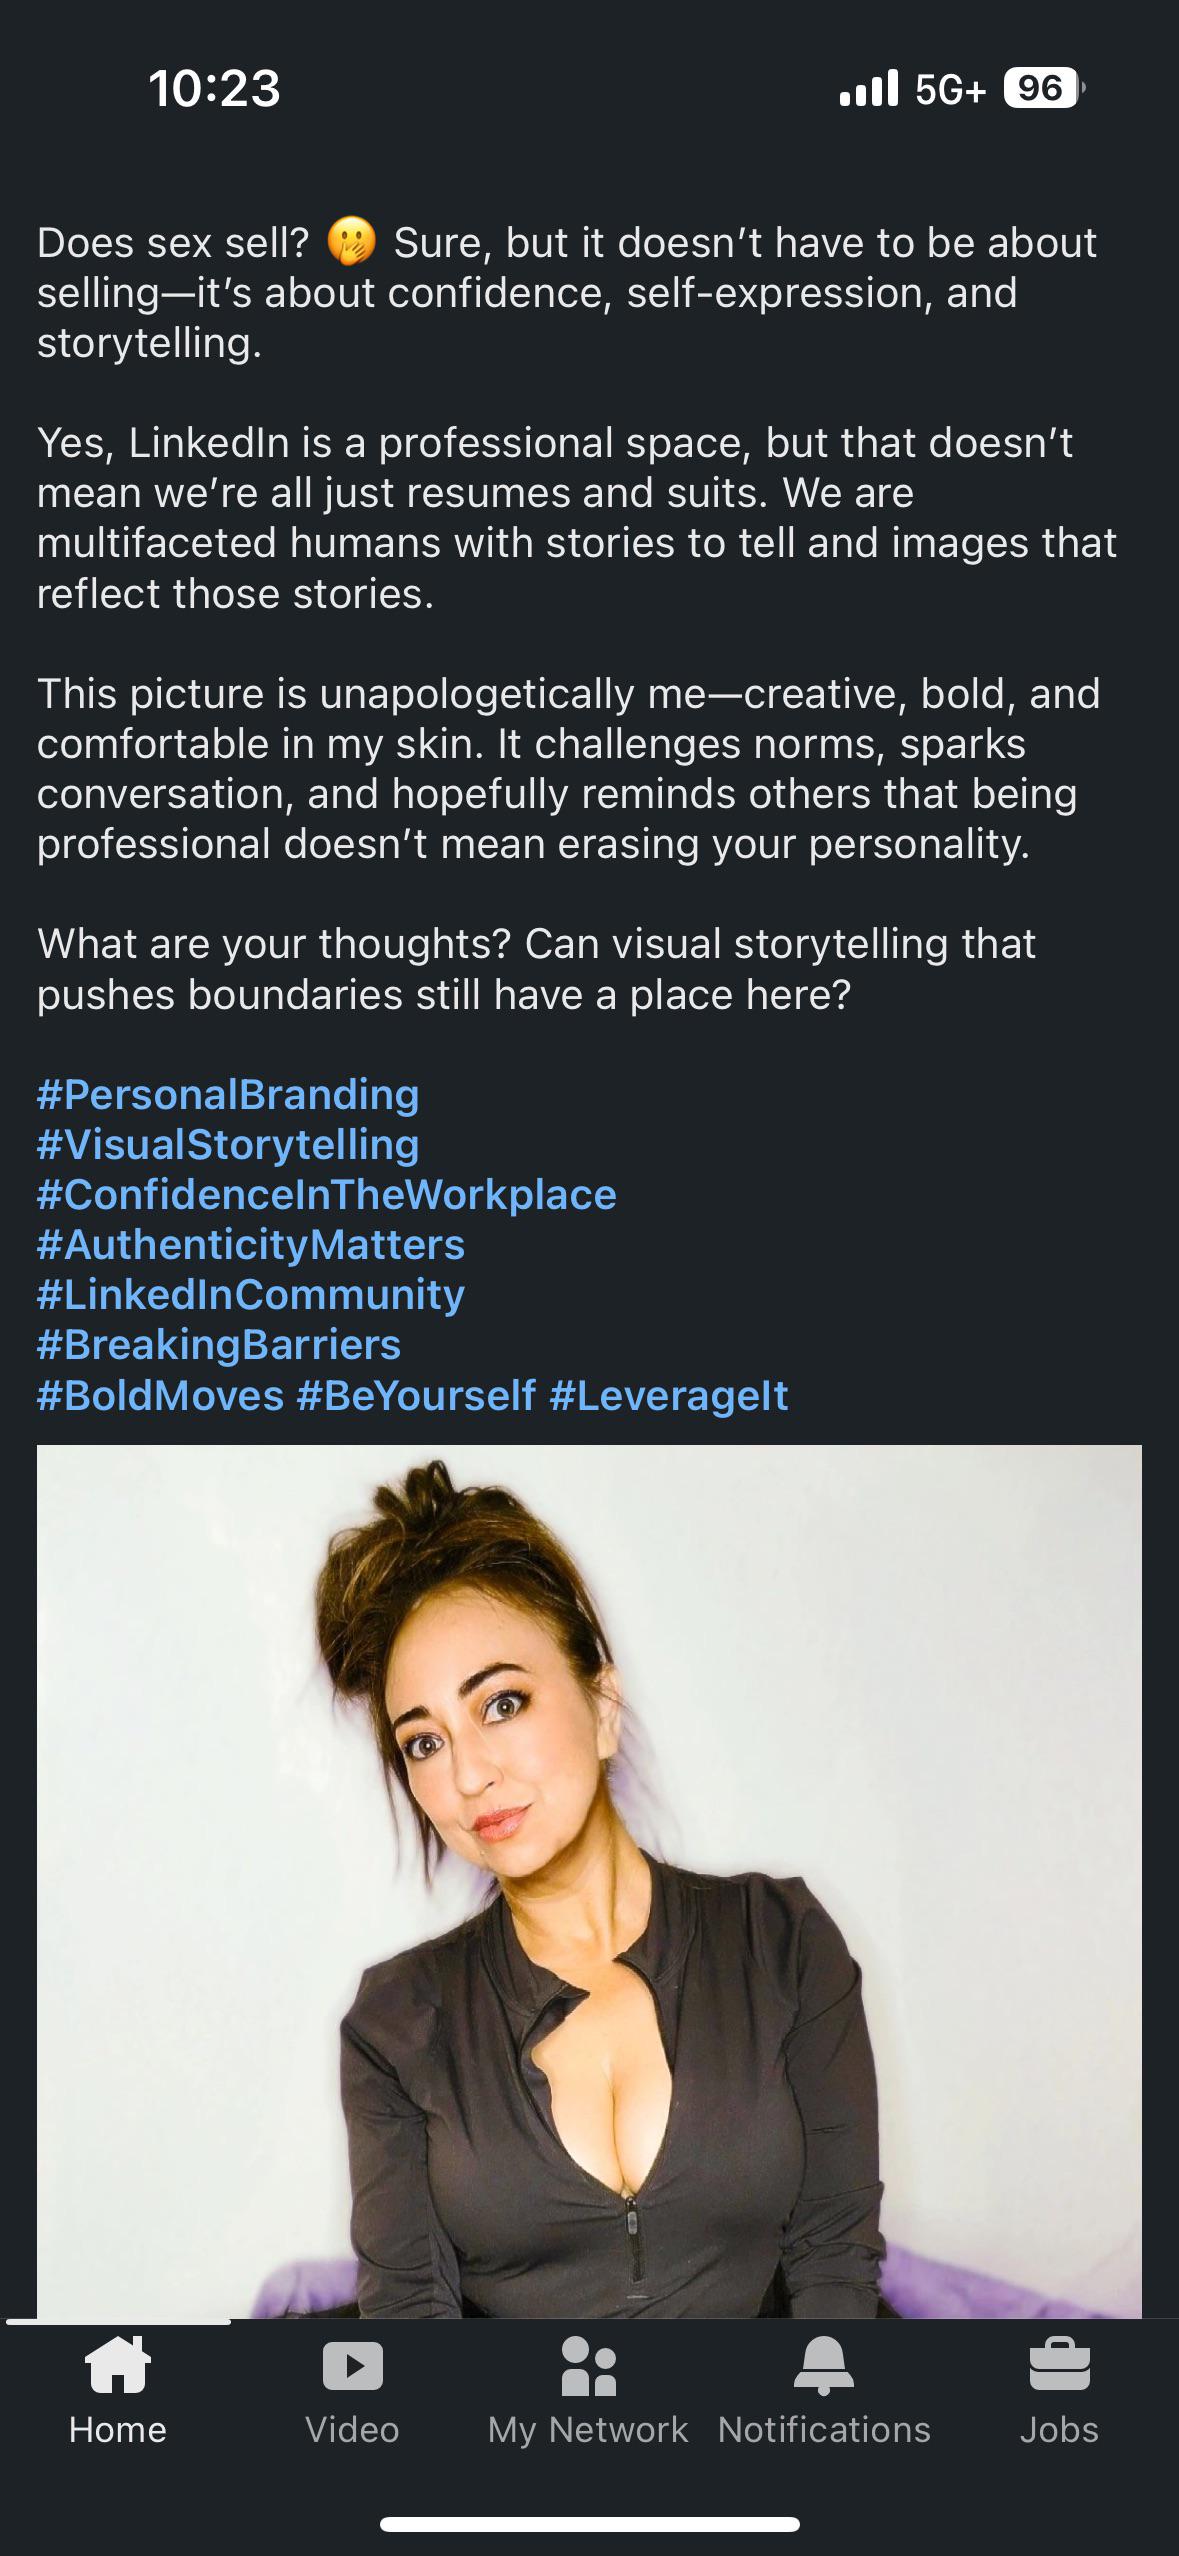 10:23
5G+ 96
Does sex sell? 🫢 Sure, but it doesn’t have to be about
selling—it’s about confidence, self-expression, and
storytelling.
Yes, LinkedIn is a professional space, but that doesn’t
mean we’re all just resumes and suits. We are
multifaceted humans with stories to tell and images that
reflect those stories.
This picture is unapologetically me—creative, bold, and
comfortable in my skin. It challenges norms, sparks
conversation, and hopefully reminds others that being
professional doesn’t mean erasing your personality.
What are your thoughts? Can visual storytelling that
pushes boundaries still have a place here?
#PersonalBranding
#VisualStorytelling
#ConfidenceInTheWorkplace
#AuthenticityMatters
#LinkedInCommunity
#BreakingBarriers
#BoldMoves #BeYourself #LeverageIt
Home Video My Network Notifications Jobs